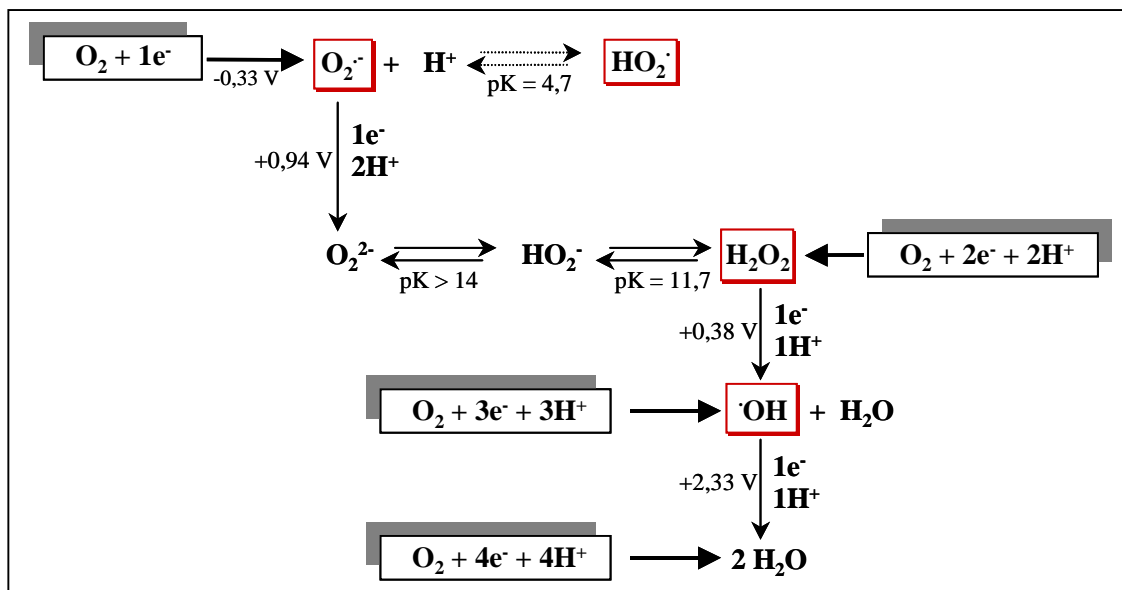 O₂ + 1e⁻
-0,33 V
O₂·⁻ + H⁺
pK = 4,7
HO₂·
+0,94 V
1e⁻
2H⁺
O₂²⁻
pK > 14
HO₂⁻
pK = 11,7
H₂O₂
O₂ + 2e⁻ + 2H⁺
+0,38 V
1e⁻
1H⁺
O₂ + 3e⁻ + 3H⁺
·OH + H₂O
+2,33 V
1e⁻
1H⁺
O₂ + 4e⁻ + 4H⁺
2 H₂O